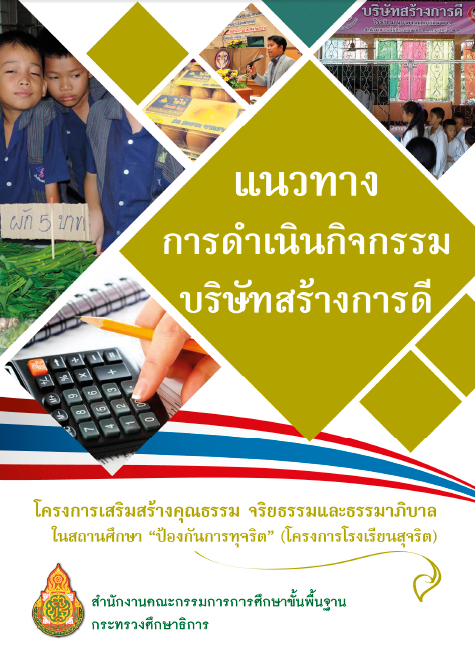 บริษัทสร้างการดี
ผัก 5 บาท
แนวทาง
การดำเนินกิจกรรม
บริษัทสร้างการดี
โครงการเสริมสร้างคุณธรรม จริยธรรมและธรรมาภิบาล
ในสถานศึกษา “ป้องกันการทุจริต” (โครงการโรงเรียนสุจริต)
สำนักงานคณะกรรมการการศึกษาขั้นพื้นฐาน
กระทรวงศึกษาธิการ